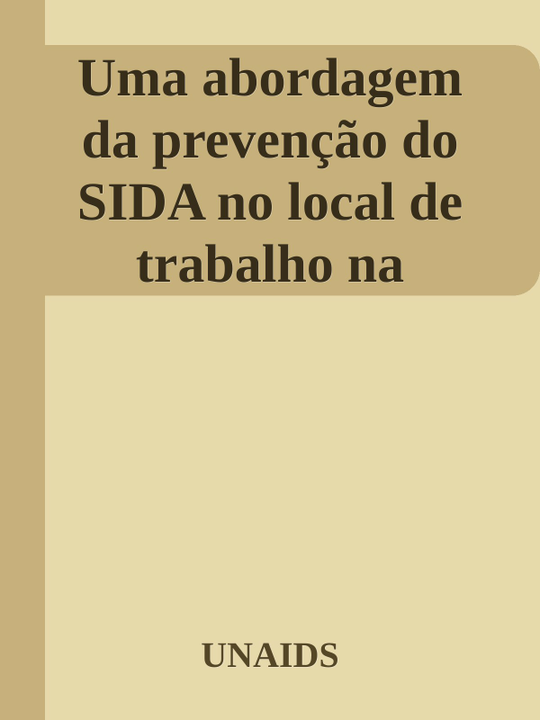 Uma abordagem
da prevenção do
SIDA no local de
trabalho na
UNAIDS